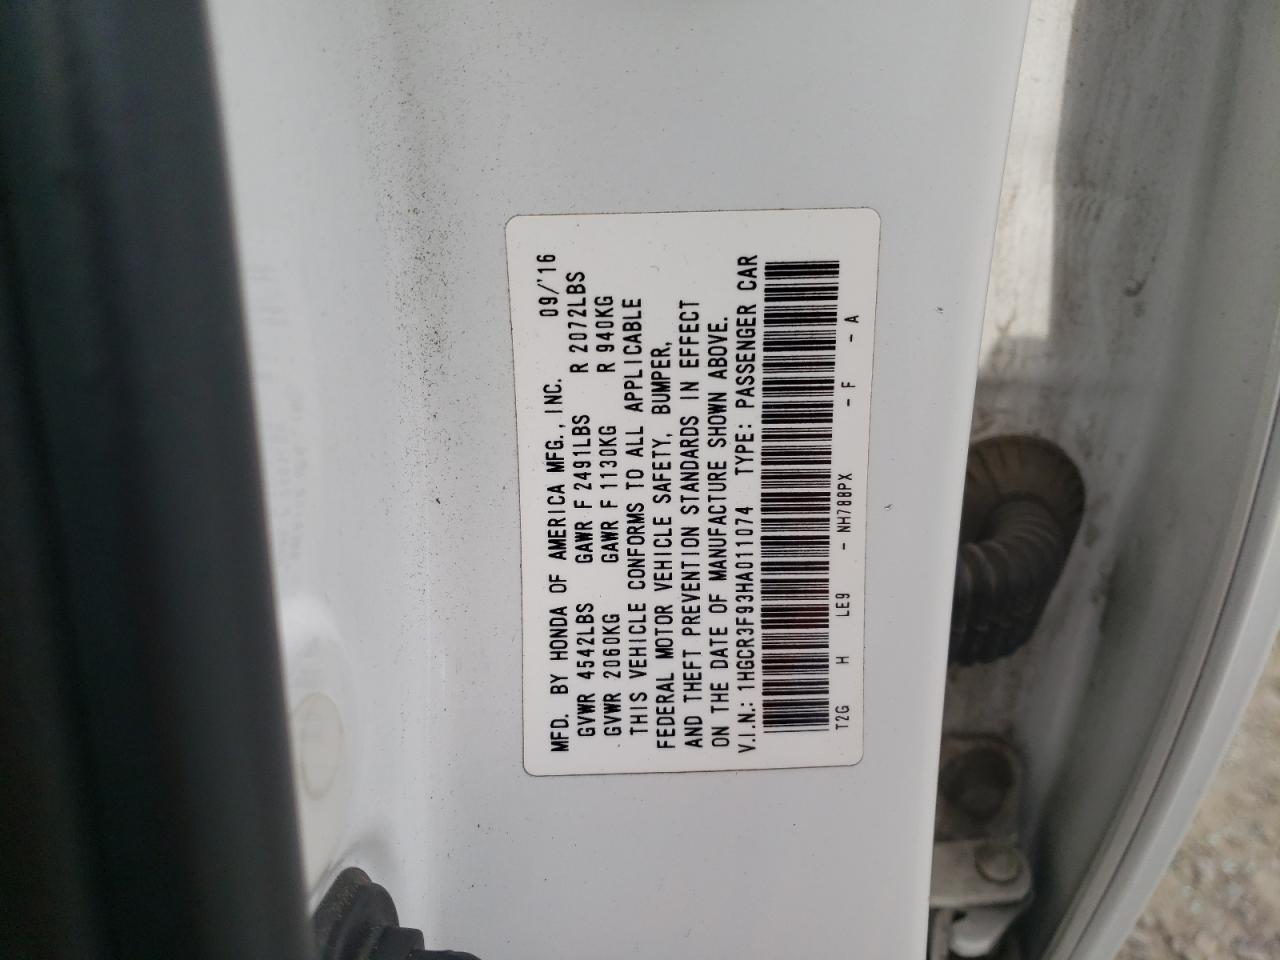 MFD. BY HONDA OF AMERICA MFG., INC. 09/'16
GVWR 4542LBS GAWR F 2491LBS R 2072LBS
GVWR 2060KG GAWR F 1130KG R 940KG
THIS VEHICLE CONFORMS TO ALL APPLICABLE
FEDERAL MOTOR VEHICLE SAFETY, BUMPER,
AND THEFT PREVENTION STANDARDS IN EFFECT
ON THE DATE OF MANUFACTURE SHOWN ABOVE.
V.I.N.: 1HGCR3F93HA011074 TYPE: PASSENGER CAR
T2G H LE9 - NH788PX - F - A